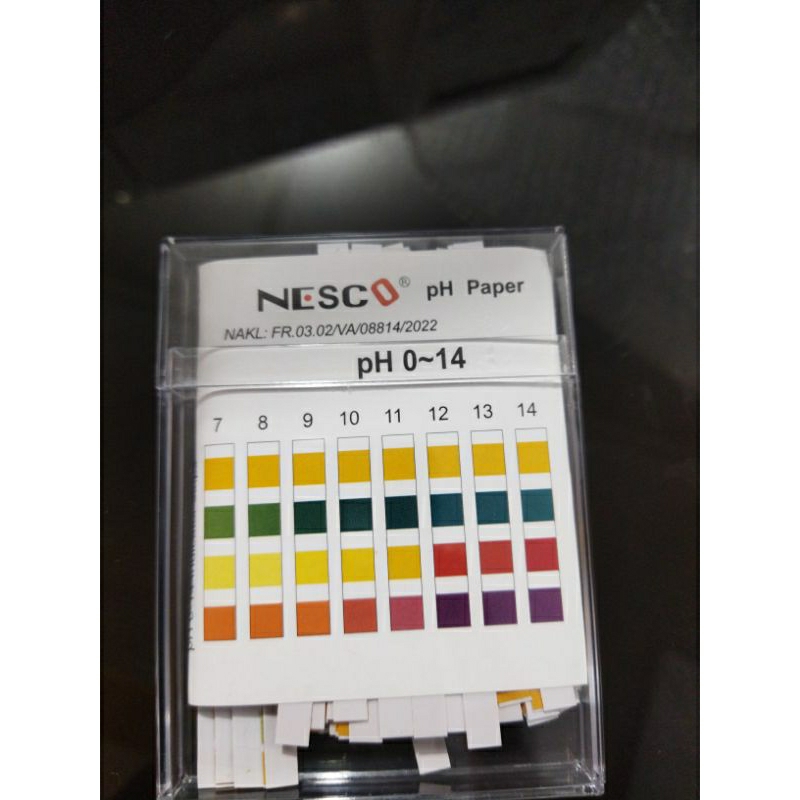 NESCO® pH Paper
NAKL: FR.03.02/VA/08814/2022
pH 0~14
7 8 9 10 11 12 13 14